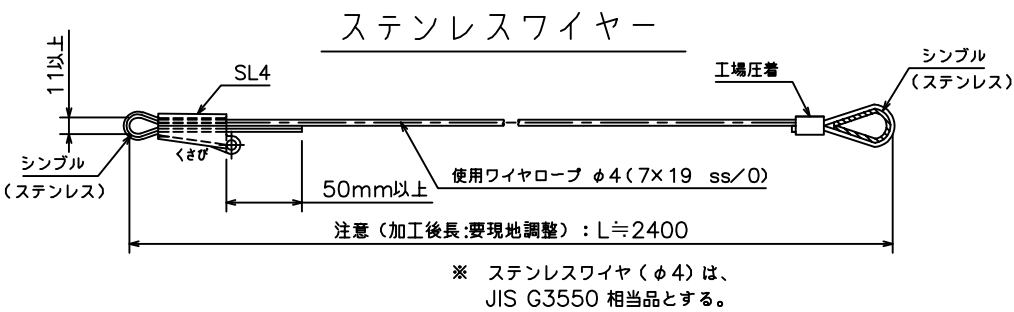 ステンレスワイヤー
11以上
SL4
工場圧着
シンブル
(ステンレス)
シンブル
(ステンレス)
くさび
50mm以上
使用ワイヤロープ φ4(7×19 ss/O)
注意(加工後長:要現地調整):L≒2400
※ ステンレスワイヤ(φ4)は、
JIS G3550 相当品とする。